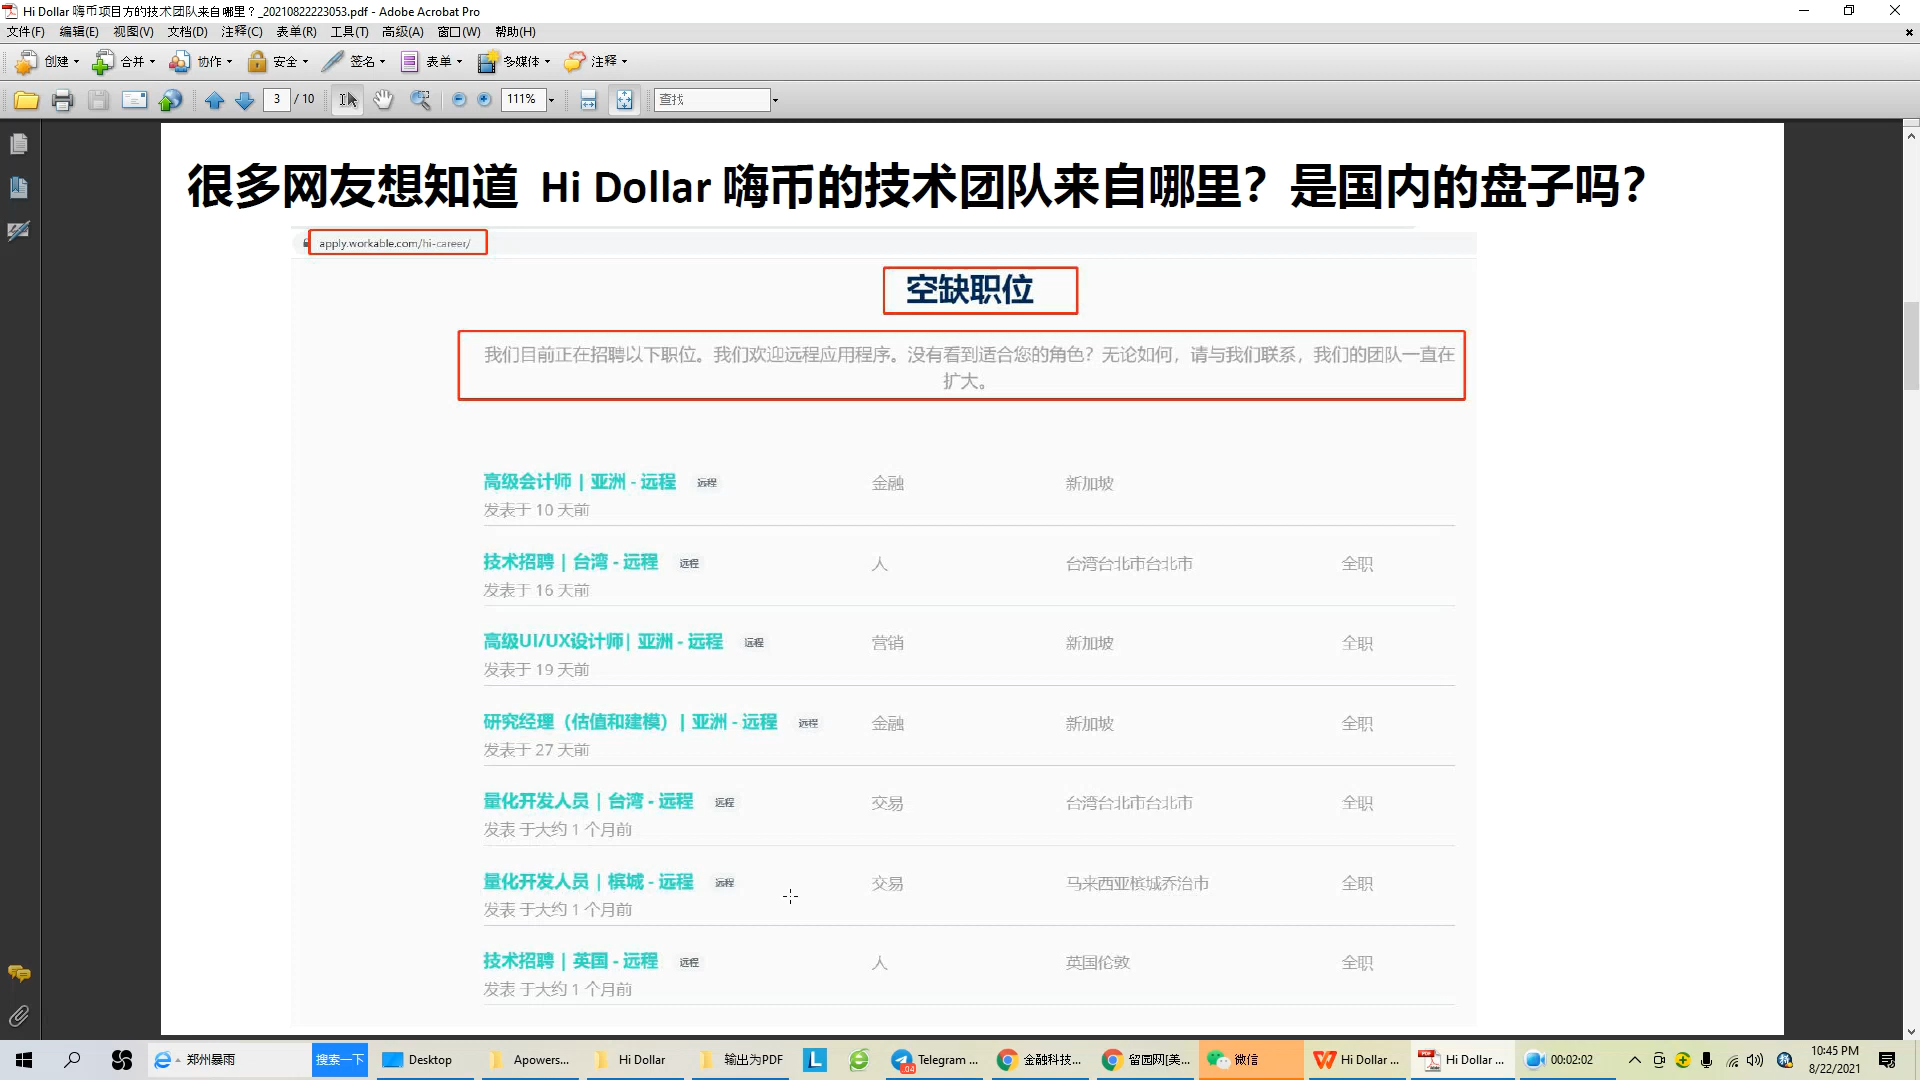 Hi Dollar 嗨币项目方的技术团队来自哪里？_20210822223053.pdf - Adobe Acrobat Pro
文件(F) 编辑(E) 视图(V) 文档(D) 注释(C) 表单(R) 工具(T) 高级(A) 窗口(W) 帮助(H)
创建 合并 协作 安全 签名 表单 多媒体 注释
3 / 10 111% 查找
很多网友想知道 Hi Dollar 嗨币的技术团队来自哪里？是国内的盘子吗？
apply.workable.com/hi-career/
空缺职位
我们目前正在招聘以下职位。我们欢迎远程应用程序。没有看到适合您的角色？无论如何，请与我们联系，我们的团队一直在
扩大。
高级会计师 | 亚洲 - 远程 远程 金融 新加坡
发表于 10 天前
技术招聘 | 台湾 - 远程 远程 人 台湾台北市台北市 全职
发表于 16 天前
高级UI/UX设计师| 亚洲 - 远程 远程 营销 新加坡 全职
发表于 19 天前
研究经理（估值和建模）| 亚洲 - 远程 远程 金融 新加坡 全职
发表于 27 天前
量化开发人员 | 台湾 - 远程 远程 交易 台湾台北市台北市 全职
发表 于大约 1 个月前
量化开发人员 | 槟城 - 远程 远程 交易 马来西亚槟城乔治市 全职
发表 于大约 1 个月前
技术招聘 | 英国 - 远程 远程 人 英国伦敦 全职
发表 于大约 1 个月前
郑州暴雨 搜索一下 Desktop Apowers... Hi Dollar 输出为PDF Telegram ... 金融科技... 留园网[美... 微信 Hi Dollar ... Hi Dollar ... 00:02:02 10:45 PM
8/22/2021